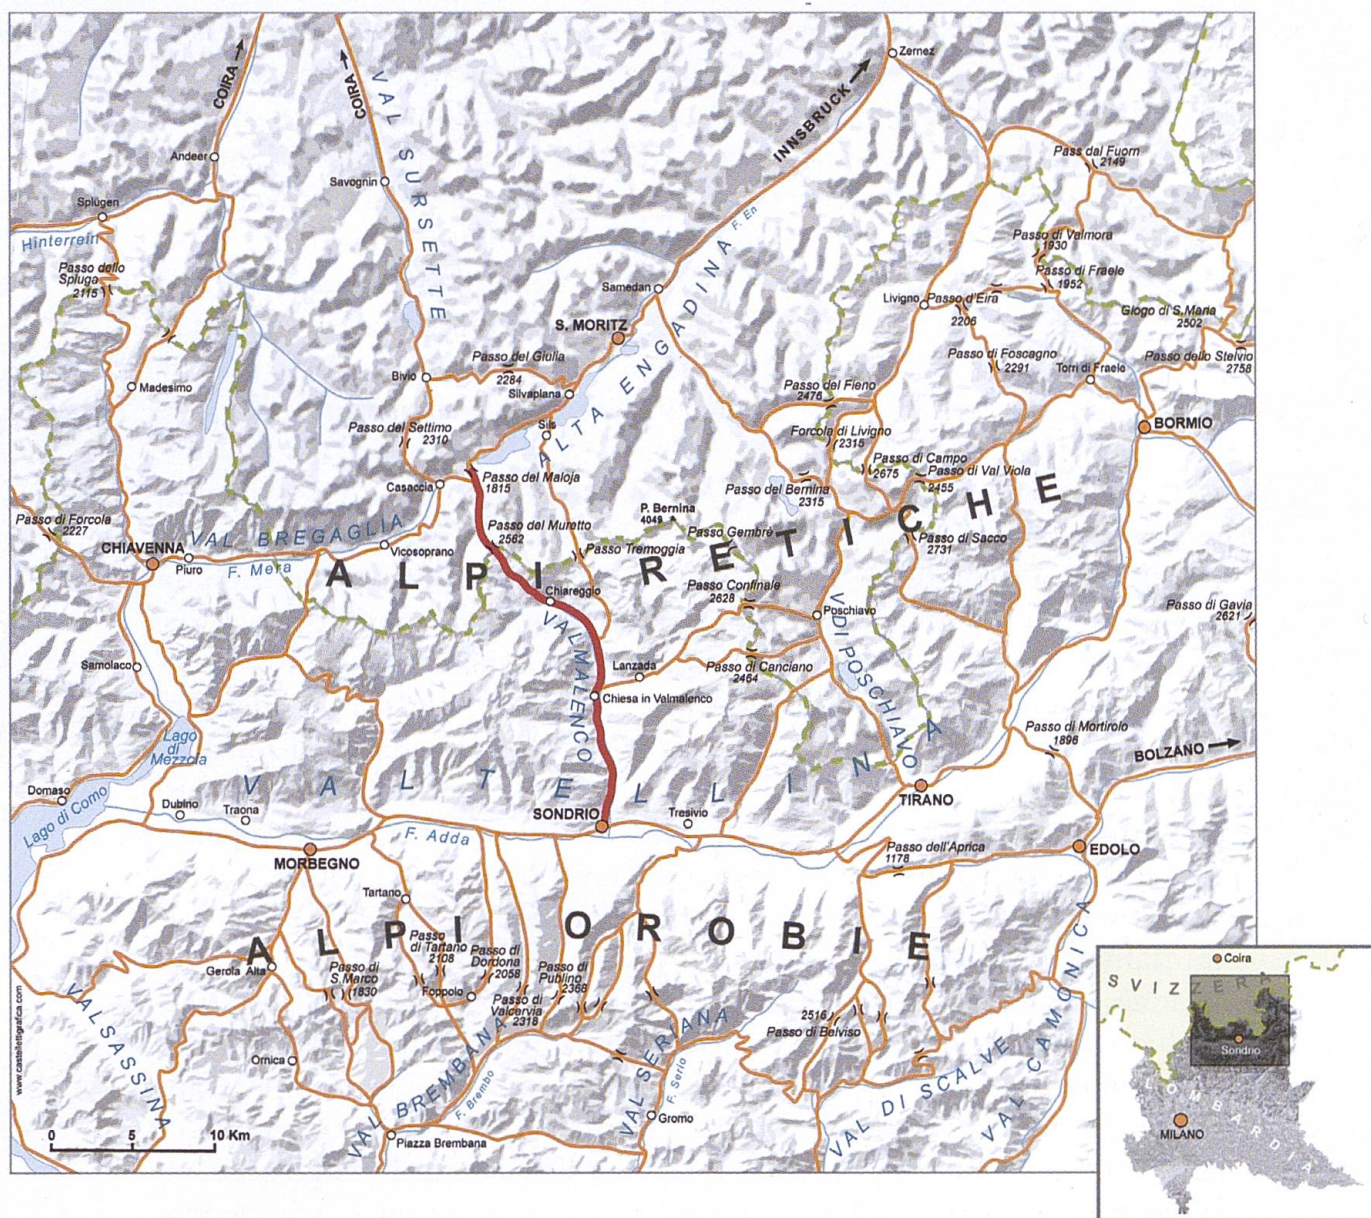 Zernez
COIRA
COIRA
VAL SURSETTE
INNSBRUCK
Andeer
Savognin
Pass dal Fuorn
2149
Splügen
Hinterrein
F. En
Passo di Valmora
1930
Passo dello
Spluga
2115
Passo di Fraele
1952
Samedan
Livigno
Passo d'Eira
2206
Giogo di S.Maria
2502
S. MORITZ
ALTA ENGADINA
Passo del Giulia
2284
Passo di Foscagno
2291
Passo dello Stelvio
2758
Torri di Fraele
Bivio
Madesimo
Silvaplana
Passo del Fieno
2476
Passo del Settimo
2310
Sils
Forcola di Livigno
2315
BORMIO
Passo di Campo
2675
Passo di Val Viola
2455
Casaccia
Passo del Maloja
1815
Passo del Bernina
2315
P. Bernina
4049
Passo di Forcola
2227
VAL BREGAGLIA
Passo del Muretto
2562
Passo Gembrè
Passo di Sacco
2731
CHIAVENNA
Piuro
F. Mera
Vicosoprano
Passo Tremoggia
ALPI RETICHE
Chiareggio
Passo Confinale
2628
Poschiavo
Passo di Gavia
2621
VALMALENCO
V. DI POSCHIAVO
Samolaco
Lanzada
Passo di Canciano
2464
Chiesa in Valmalenco
Passo di Mortirolo
1896
Lago
di
Mezzola
BOLZANO
VALTELLINA
Domaso
Lago di Como
Dubino
Traona
SONDRIO
Tresivio
TIRANO
F. Adda
MORBEGNO
Passo dell'Aprica
1178
EDOLO
Tartano
ALPI OROBIE
Gerola Alta
Passo
di Tartano
2108
Passo di
Dordona
2058
Passo di
S.Marco
1830
Foppolo
Passo di
Publino
2368
Passo di
Valcervia
2318
2516
Passo di Belviso
VALSASSINA
Ornica
VAL BREMBANA
F. Brembo
VAL SERIANA
F. Serio
Gromo
VAL DI SCALVE
VAL CAMONICA
Piazza Brembana
0 5 10 Km
www.castellettigrafica.com
Coira
SVIZZERA
Sondrio
LOMBARDIA
MILANO